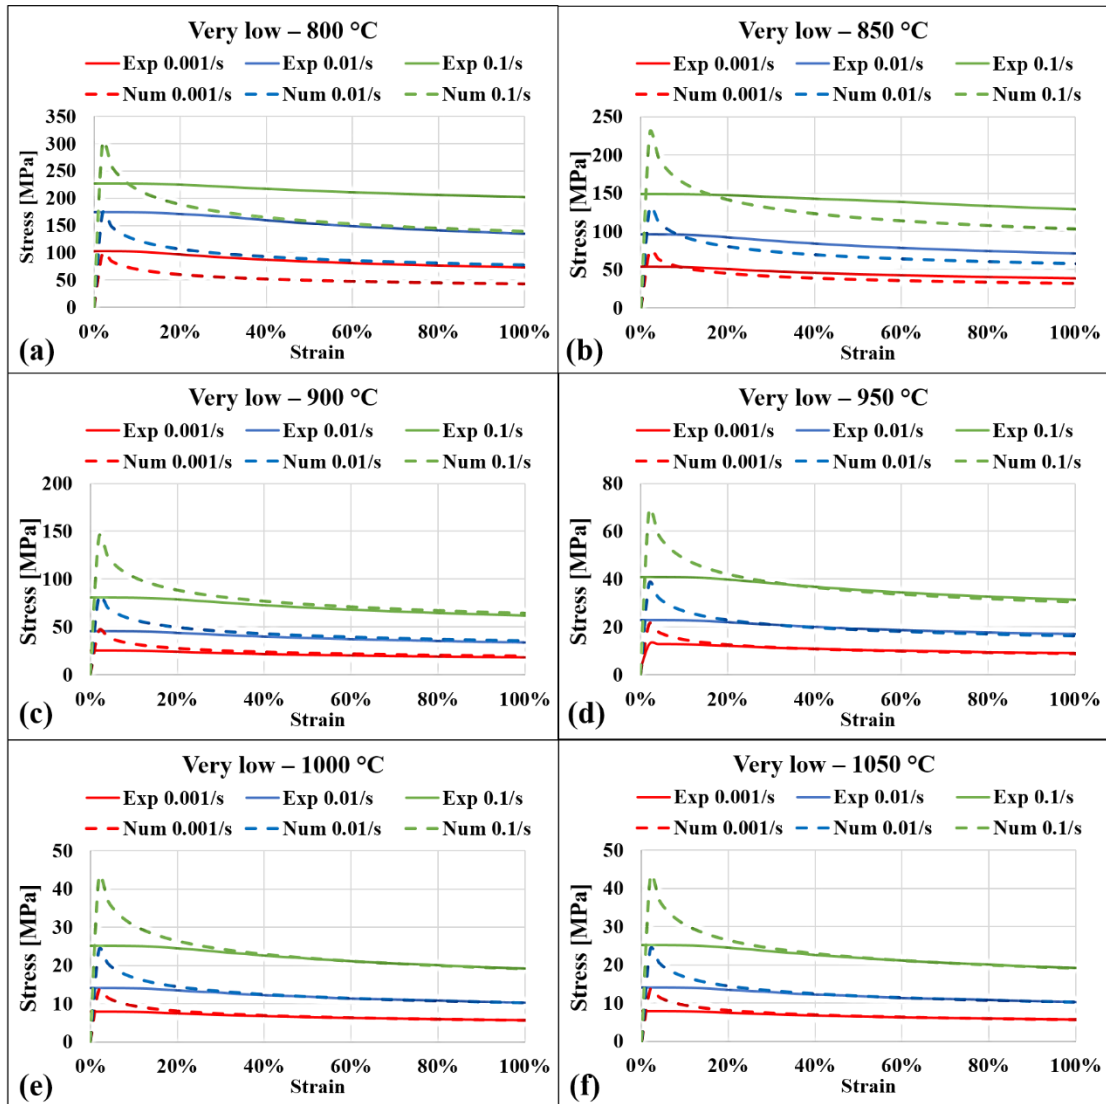 Very low – 800 °C
Exp 0.001/s Exp 0.01/s Exp 0.1/s
Num 0.001/s Num 0.01/s Num 0.1/s
350
300
250
200
150
100
50
0
Stress [MPa]
0% 20% 40% 60% 80% 100%
Strain
(a)
Very low – 850 °C
Exp 0.001/s Exp 0.01/s Exp 0.1/s
Num 0.001/s Num 0.01/s Num 0.1/s
250
200
150
100
50
0
Stress [MPa]
0% 20% 40% 60% 80% 100%
Strain
(b)
Very low – 900 °C
Exp 0.001/s Exp 0.01/s Exp 0.1/s
Num 0.001/s Num 0.01/s Num 0.1/s
200
150
100
50
0
Stress [MPa]
0% 20% 40% 60% 80% 100%
Strain
(c)
Very low – 950 °C
Exp 0.001/s Exp 0.01/s Exp 0.1/s
Num 0.001/s Num 0.01/s Num 0.1/s
80
60
40
20
0
Stress [MPa]
0% 20% 40% 60% 80% 100%
Strain
(d)
Very low – 1000 °C
Exp 0.001/s Exp 0.01/s Exp 0.1/s
Num 0.001/s Num 0.01/s Num 0.1/s
50
40
30
20
10
0
Stress [MPa]
0% 20% 40% 60% 80% 100%
Strain
(e)
Very low – 1050 °C
Exp 0.001/s Exp 0.01/s Exp 0.1/s
Num 0.001/s Num 0.01/s Num 0.1/s
50
40
30
20
10
0
Stress [MPa]
0% 20% 40% 60% 80% 100%
Strain
(f)